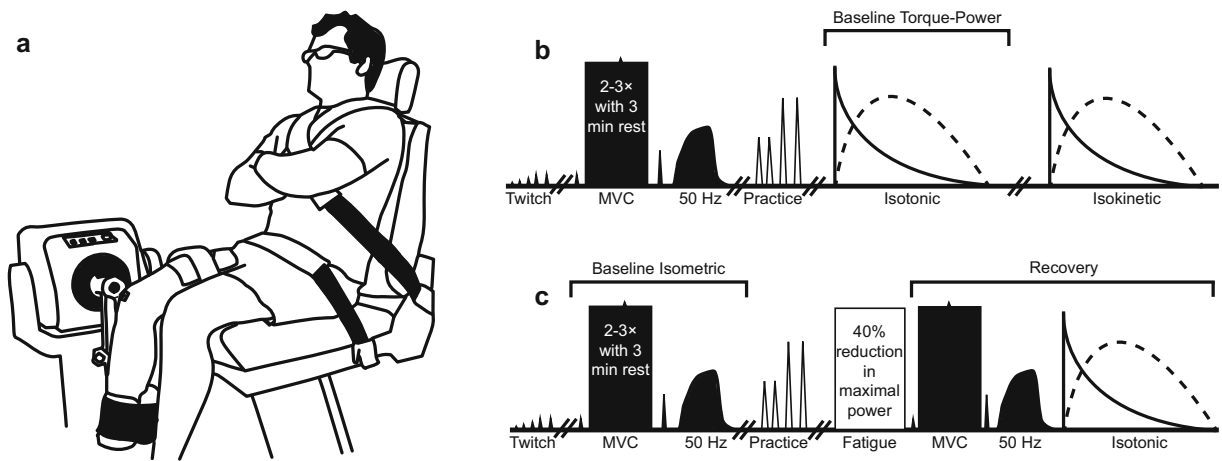 a
b
Baseline Torque-Power
2-3×
with 3
min rest
Twitch
MVC
50 Hz
Practice
Isotonic
Isokinetic
c
Baseline Isometric
Recovery
2-3×
with 3
min rest
40%
reduction
in
maximal
power
Twitch
MVC
50 Hz
Practice
Fatigue
MVC
50 Hz
Isotonic